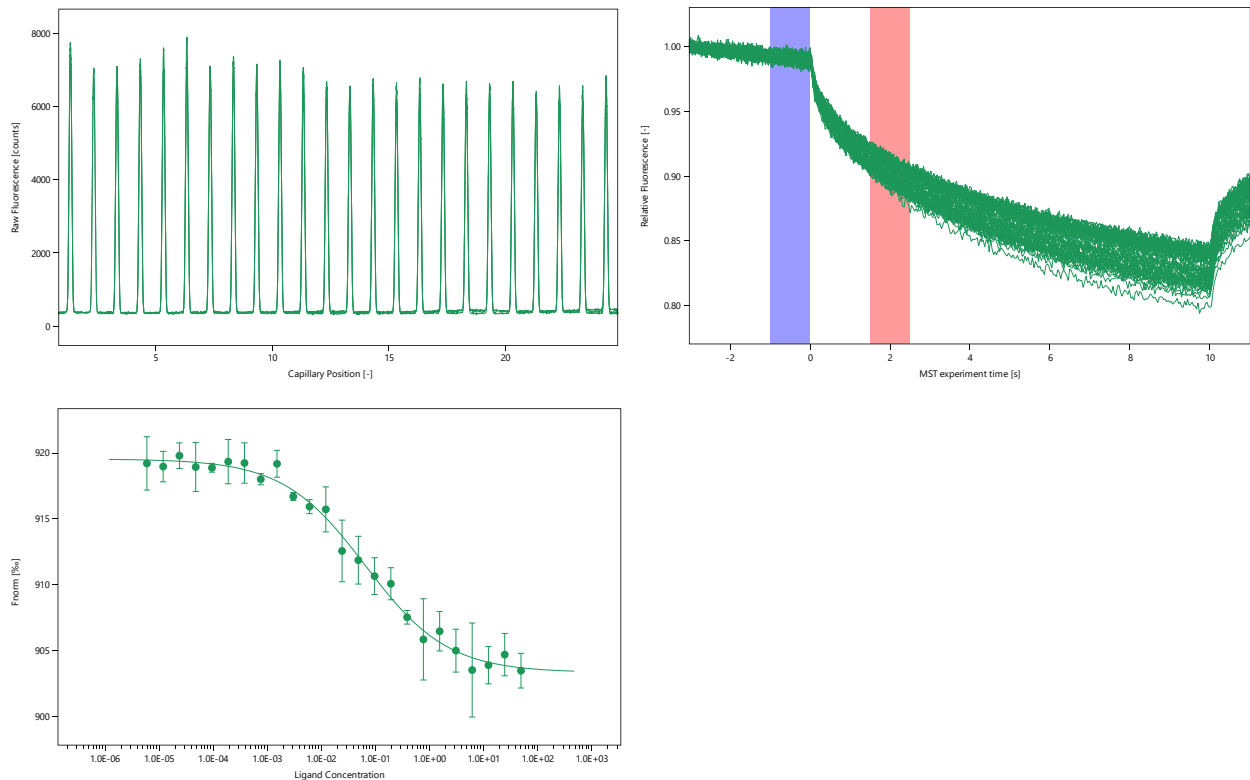 8000
6000
4000
2000
0
Raw Fluorescence [counts]
5
10
15
20
Capillary Position [-]
1.00
0.95
0.90
0.85
0.80
Relative Fluorescence [-]
-2
0
2
4
6
8
10
MST experiment time [s]
920
915
910
905
900
Fnorm [‰]
1.0E-06
1.0E-05
1.0E-04
1.0E-03
1.0E-02
1.0E-01
1.0E+00
1.0E+01
1.0E+02
1.0E+03
Ligand Concentration